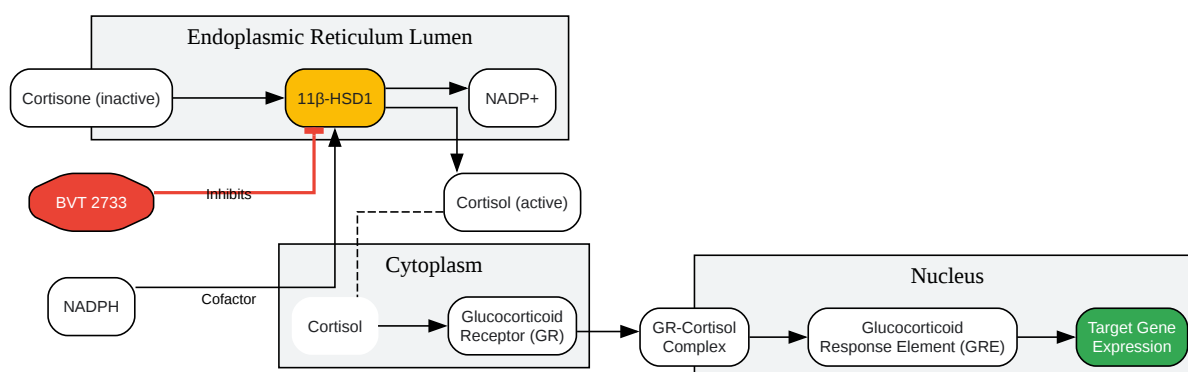 Endoplasmic Reticulum Lumen
Cortisone (inactive)
11β-HSD1
NADP+
BVT 2733
Inhibits
Cortisol (active)
Cytoplasm
Nucleus
NADPH
Cofactor
Cortisol
Glucocorticoid
Receptor (GR)
GR-Cortisol
Complex
Glucocorticoid
Response Element (GRE)
Target Gene
Expression